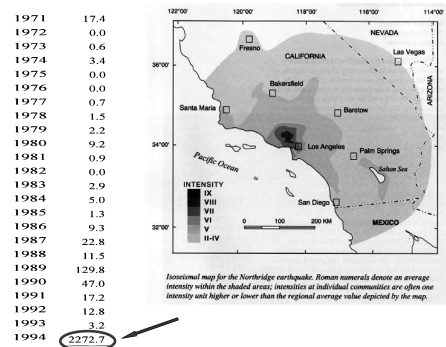 1971 17.4
1972 0.0
1973 0.6
1974 3.4
1975 0.0
1976 0.0
1977 0.7
1978 1.5
1979 2.2
1980 9.2
1981 0.9
1982 0.0
1983 2.9
1984 5.0
1985 1.3
1986 9.3
1987 22.8
1988 11.5
1989 129.8
1990 47.0
1991 17.2
1992 12.8
1993 3.2
1994 2272.7
122°00' 120°00' 118°00' 116°00' 114°00'
NEVADA
Fresno
Las Vegas
CALIFORNIA
36°00'
ARIZONA
Bakersfield
Santa Maria
Barstow
34°00'
Los Angeles
Palm Springs
Pacific Ocean
Salton Sea
INTENSITY
IX
VIII
VII
VI
V
II-IV
San Diego
0 100 200 KM
MEXICO
32°00'
120°00' 118°00' 116°00'
Isoseismal map for the Northridge earthquake. Roman numerals denote an average
intensity within the shaded areas; intensities at individual communities are often one
intensity unit higher or lower than the regional average value depicted by the map.